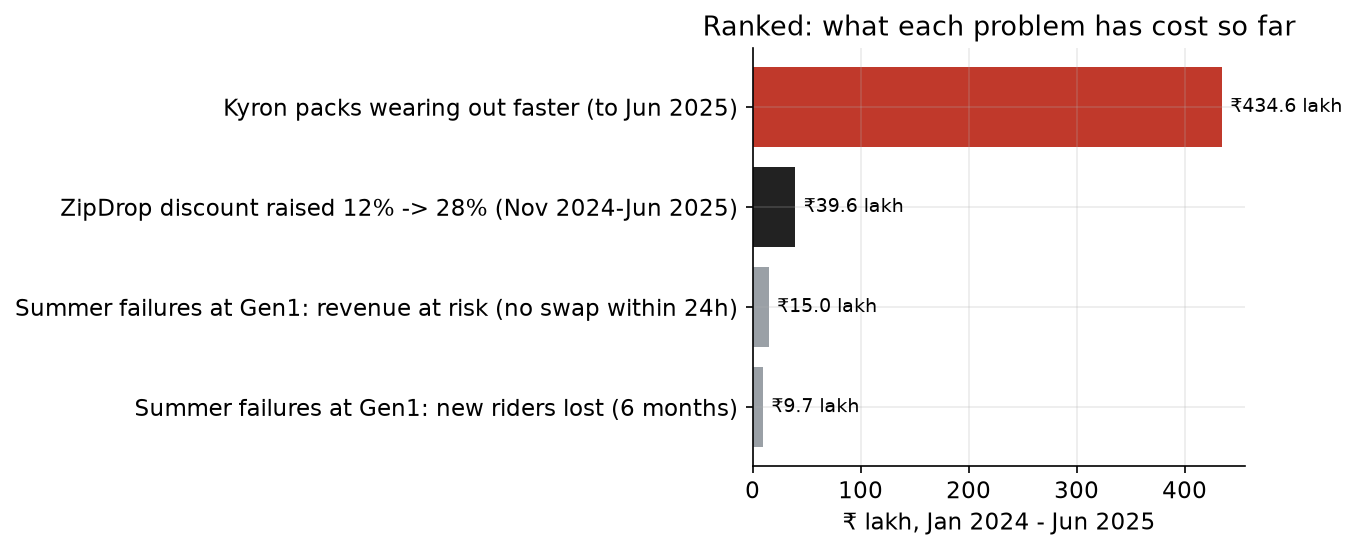 Ranked: what each problem has cost so far
Kyron packs wearing out faster (to Jun 2025)
₹434.6 lakh
ZipDrop discount raised 12% -> 28% (Nov 2024-Jun 2025)
₹39.6 lakh
Summer failures at Gen1: revenue at risk (no swap within 24h)
₹15.0 lakh
Summer failures at Gen1: new riders lost (6 months)
₹9.7 lakh
0 100 200 300 400
₹ lakh, Jan 2024 - Jun 2025